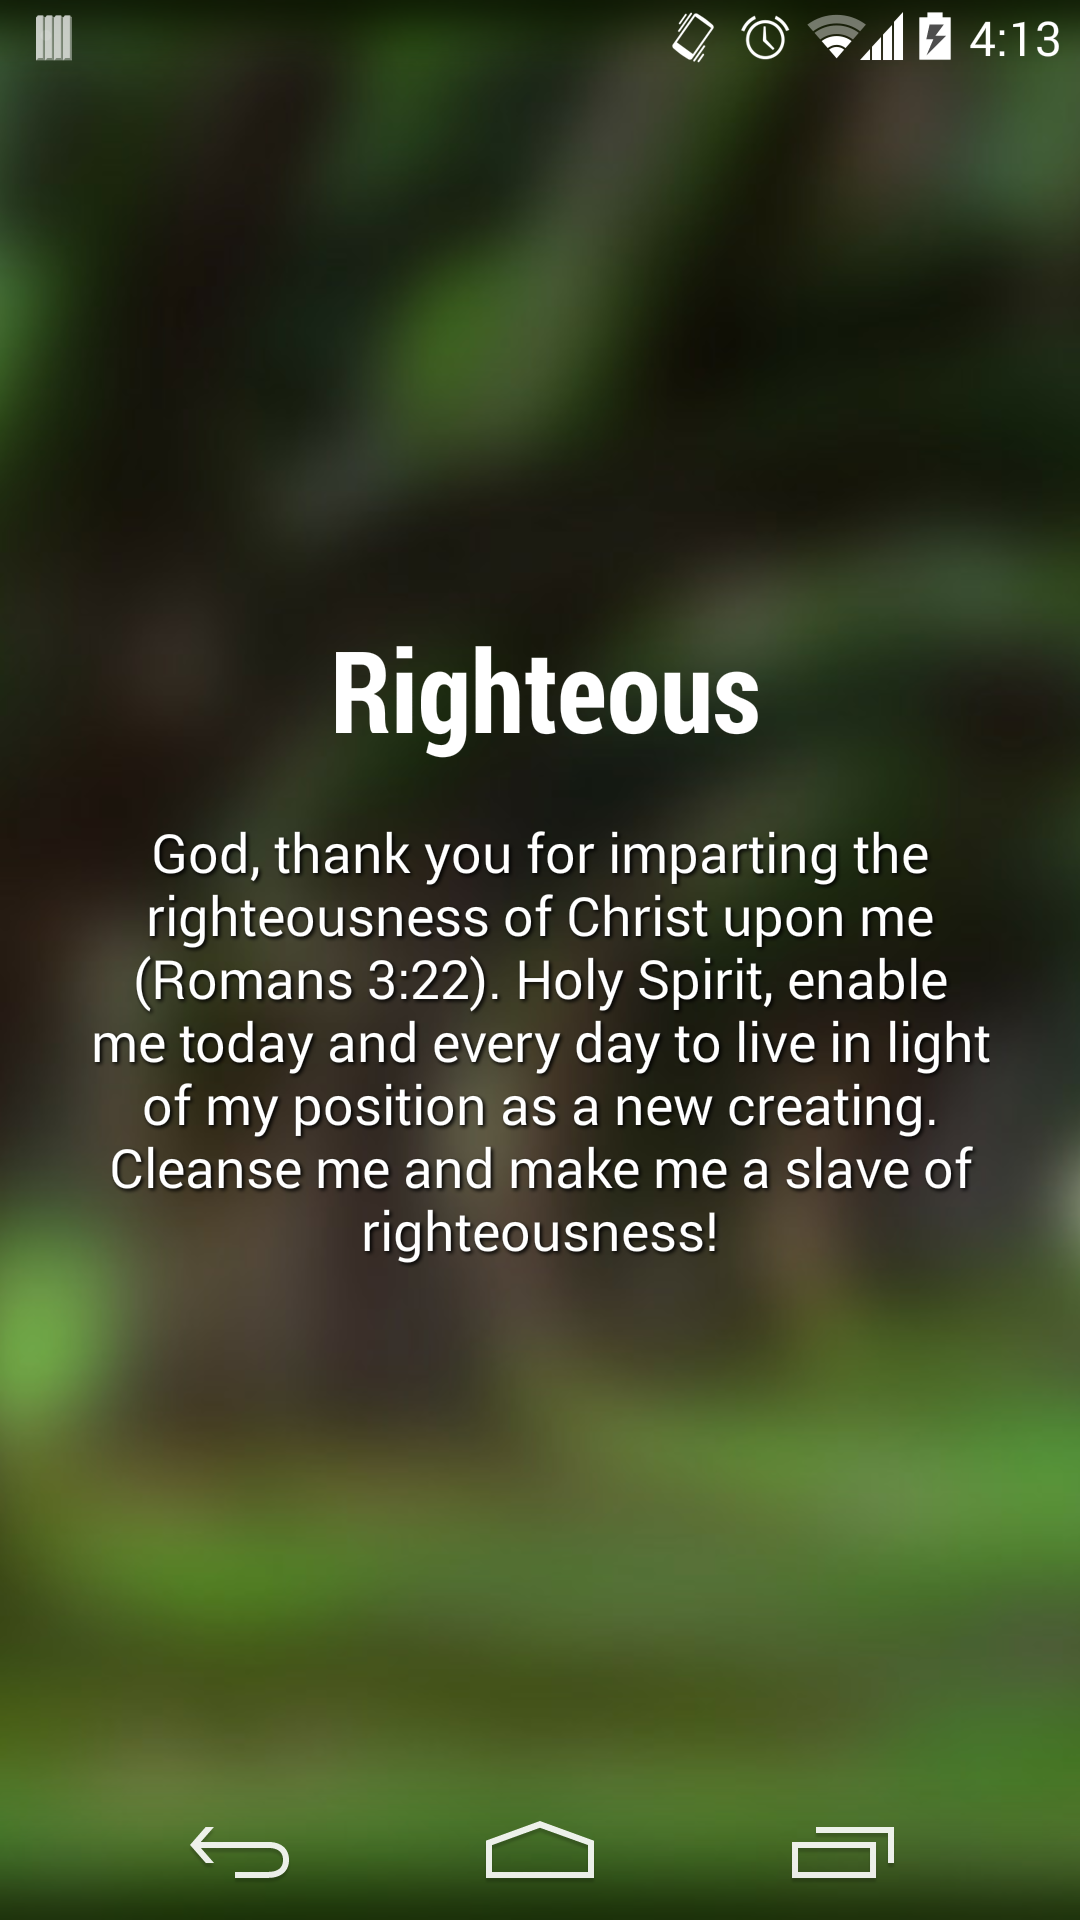 4:13
Righteous
God, thank you for imparting the
righteousness of Christ upon me
(Romans 3:22). Holy Spirit, enable
me today and every day to live in light
of my position as a new creating.
Cleanse me and make me a slave of
righteousness!